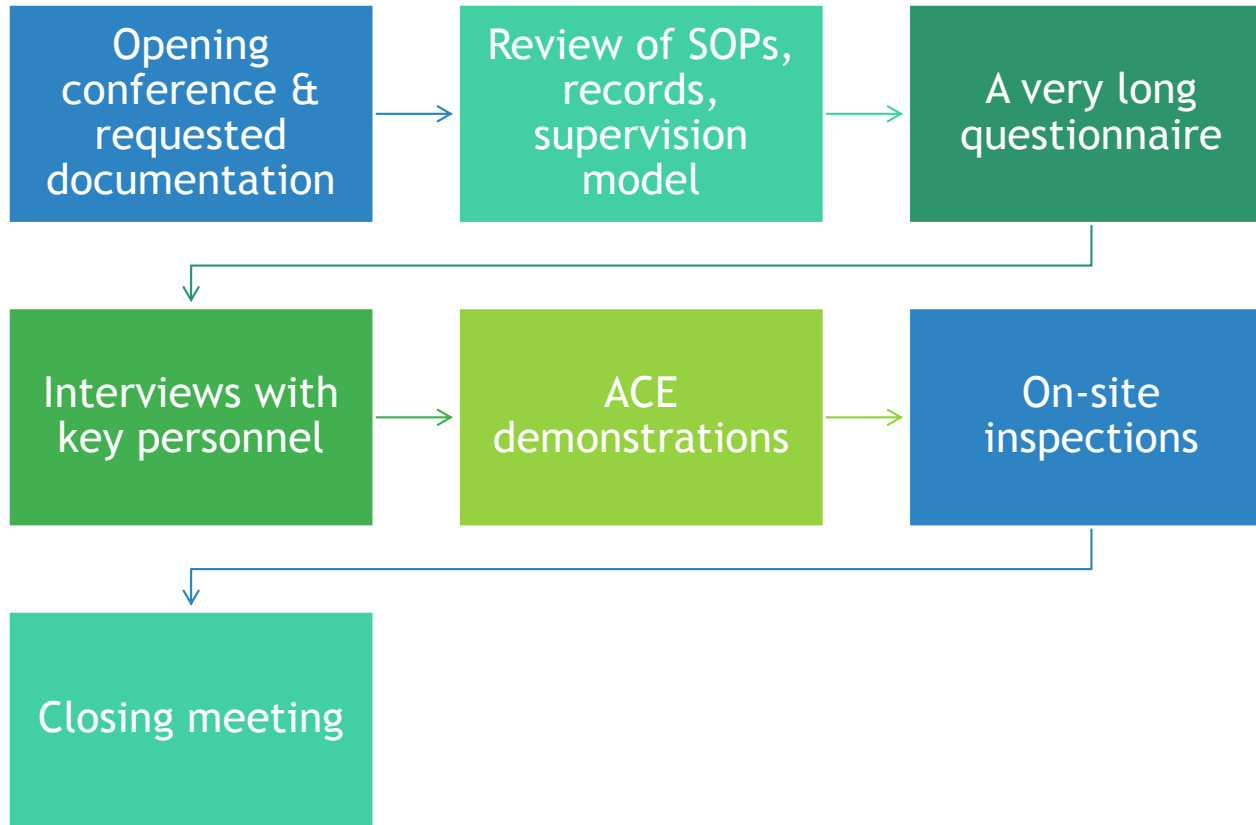 Opening
conference &
requested
documentation
Review of SOPs,
records,
supervision
model
A very long
questionnaire
Interviews with
key personnel
ACE
demonstrations
On-site
inspections
Closing meeting